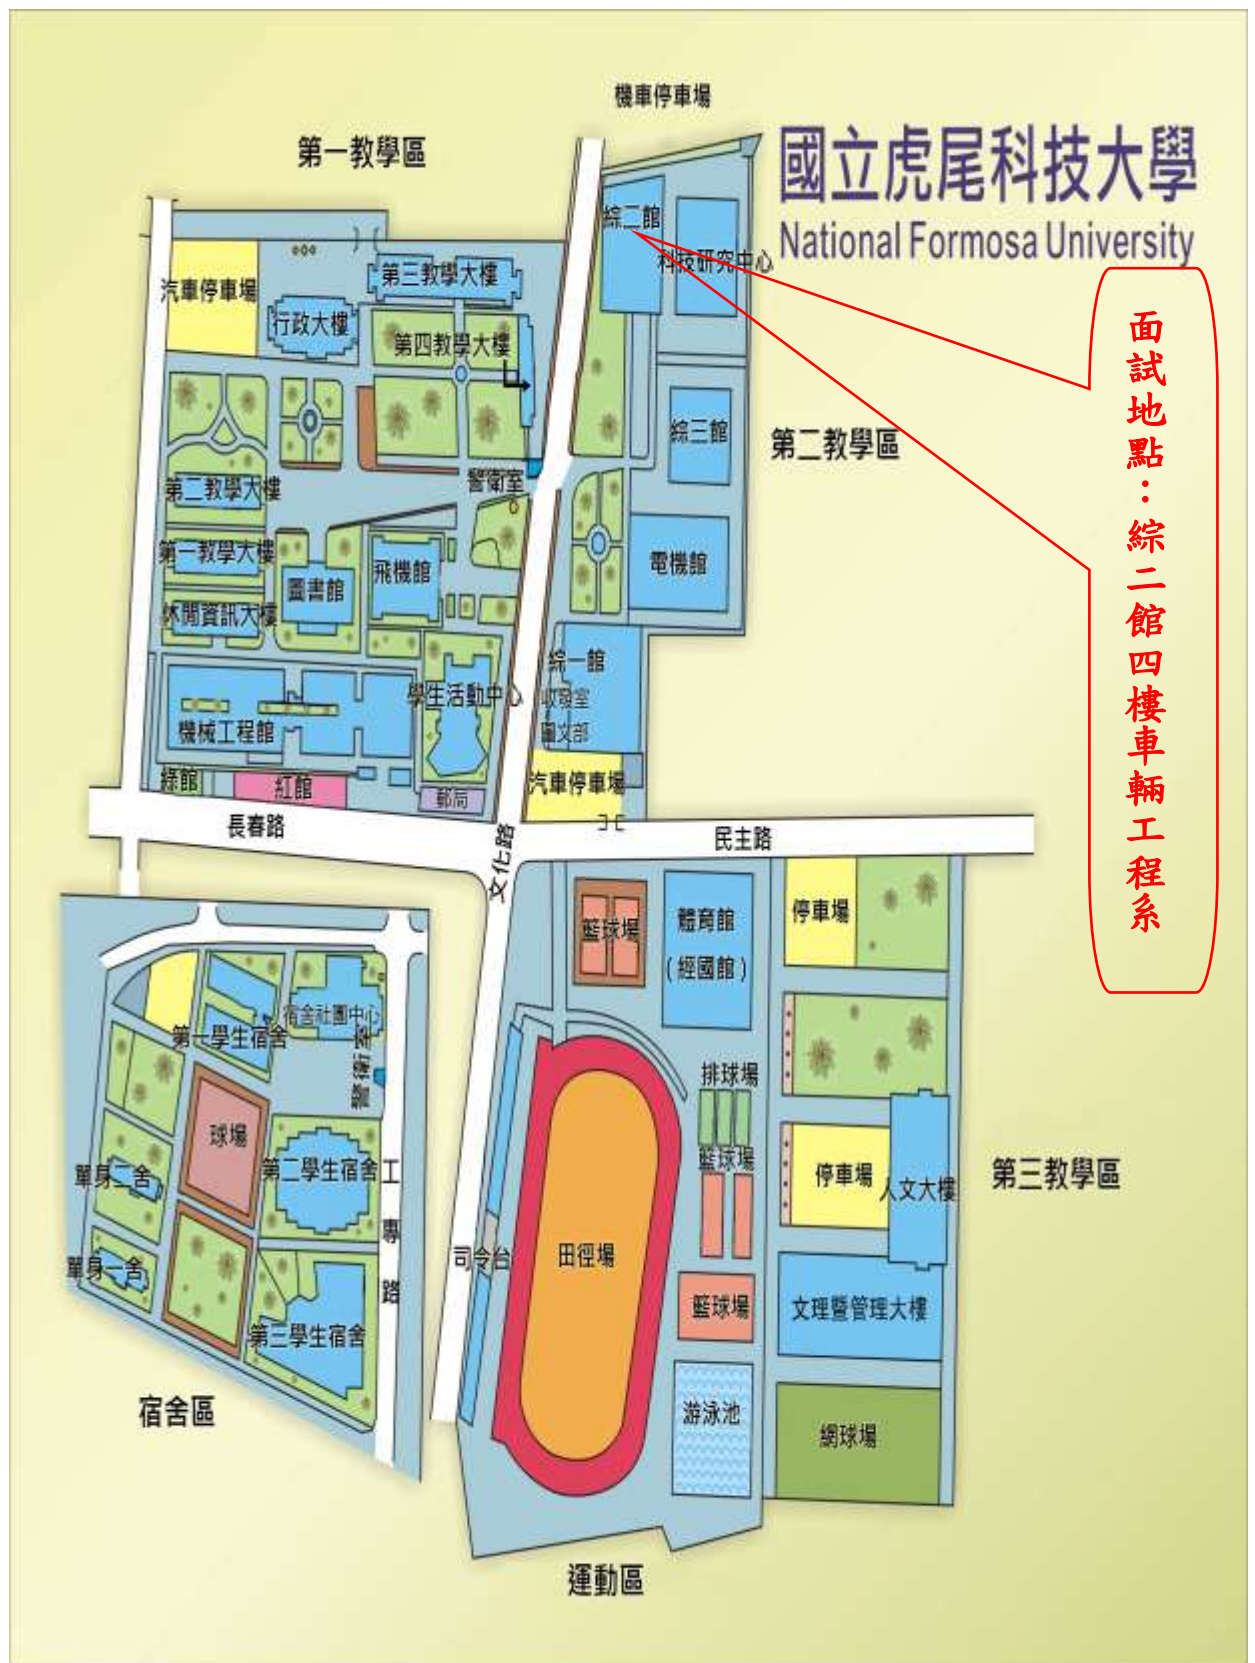 機車停車場
第一教學區
國立虎尾科技大學
National Formosa University
綜二館
科技研究中心
第三教學大樓
汽車停車場
行政大樓
第四教學大樓
面試地點：綜二館四樓車輛工程系
綜三館
第二教學區
警衛室
第二教學大樓
第一教學大樓
圖書館
飛機館
電機館
休閒資訊大樓
綜一館
收發室
圖文部
學生活動中心
機械工程館
綠館
紅館
郵局
汽車停車場
長春路
文化路
民主路
籃球場
體育館
(經國館)
停車場
宿舍社團中心
第一學生宿舍
警衛室
排球場
籃球場
球場
第二學生宿舍
單身二舍
工專路
停車場
人文大樓
第三教學區
司令台
田徑場
單身一舍
第三學生宿舍
籃球場
文理暨管理大樓
宿舍區
游泳池
網球場
運動區